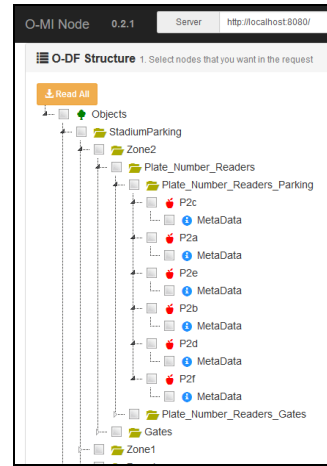 O-MI Node 0.2.1 Server http://localhost:8080/
O-DF Structure 1. Select nodes that you want in the request
Read All
Objects
StadiumParking
Zone2
Plate_Number_Readers
Plate_Number_Readers_Parking
P2c
MetaData
P2a
MetaData
P2e
MetaData
P2b
MetaData
P2d
MetaData
P2f
MetaData
Plate_Number_Readers_Gates
Gates
Zone1